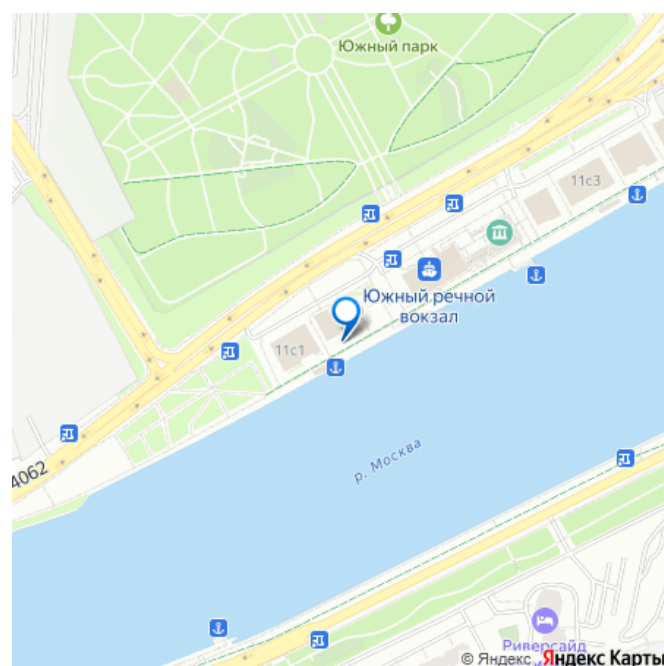 Южный парк
11с3
Южный речной
вокзал
11с1
р. Москва
4062
Риверсайд
© Яндекс Яндекс Карты